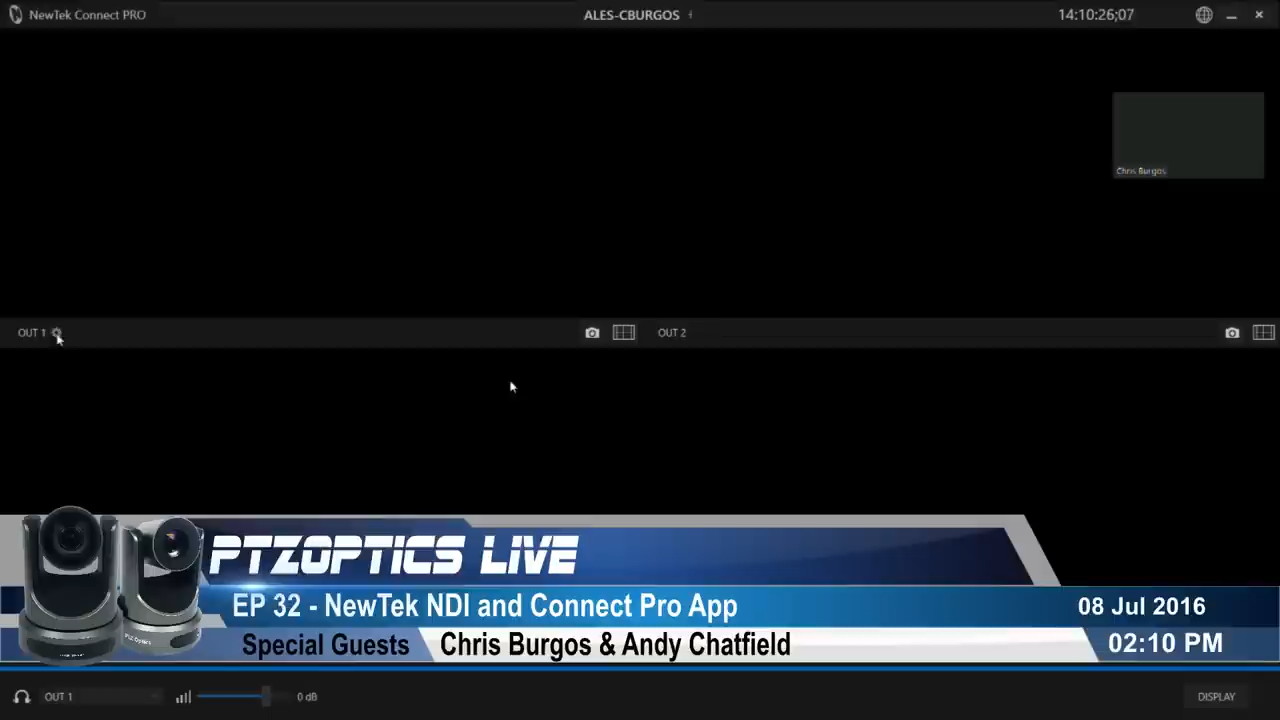 NewTek Connect PRO
ALES-CBURGOS
14:10:26;07
Chris Burgos
OUT 1
OUT 2
PTZOPTICS LIVE
EP 32 - NewTek NDI and Connect Pro App
08 Jul 2016
Special Guests
Chris Burgos & Andy Chatfield
02:10 PM
OUT 1
0 dB
DISPLAY